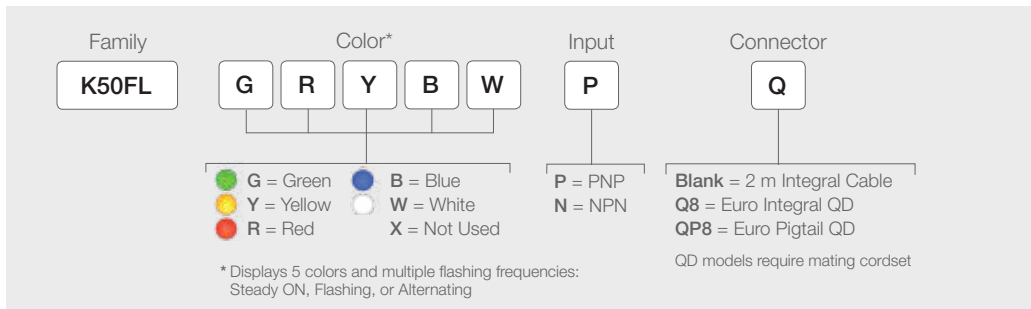 Family
Color*
Input
Connector
K50FL
G
R
Y
B
W
P
Q
G = Green
B = Blue
Y = Yellow
W = White
R = Red
X = Not Used
P = PNP
N = NPN
Blank = 2 m Integral Cable
Q8 = Euro Integral QD
QP8 = Euro Pigtail QD
QD models require mating cordset
* Displays 5 colors and multiple flashing frequencies:
Steady ON, Flashing, or Alternating